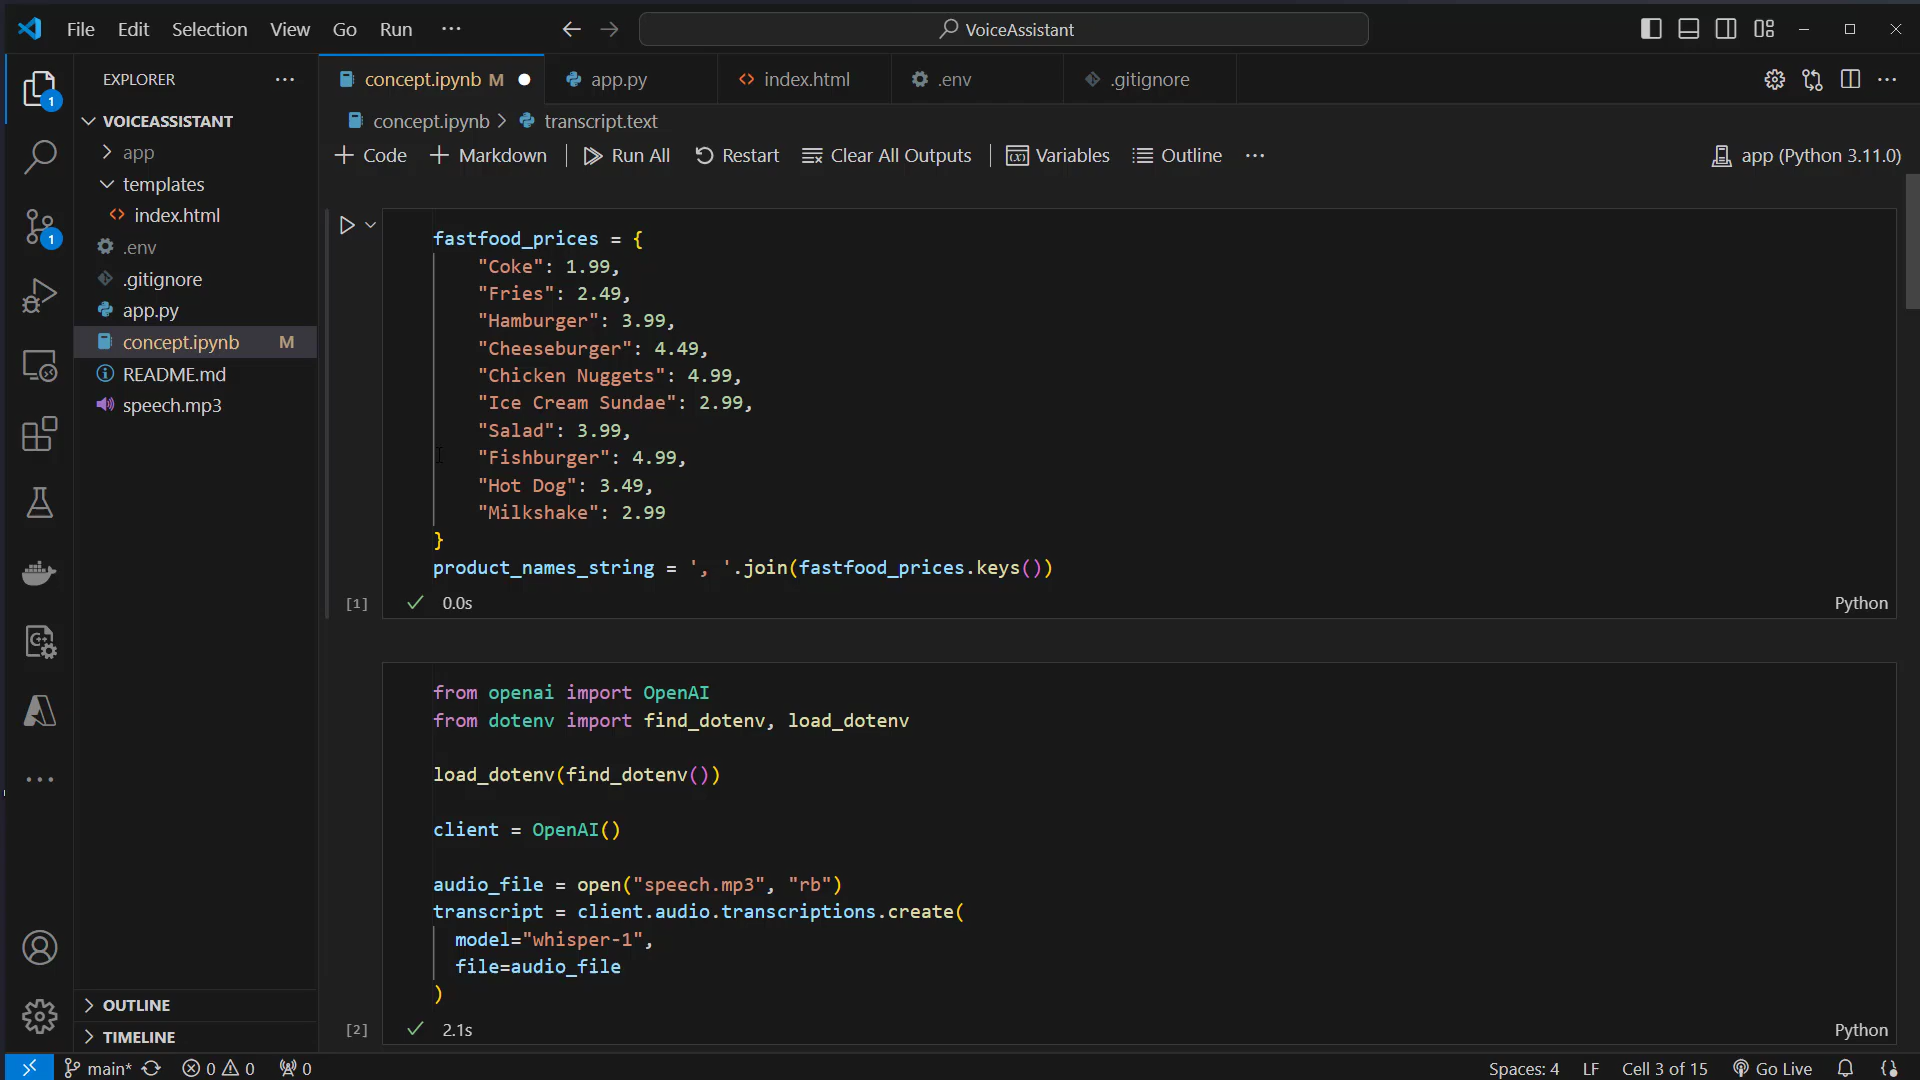 File Edit Selection View Go Run ··· VoiceAssistant
EXPLORER ···
1
VOICEASSISTANT
app
templates
index.html
.env
.gitignore
app.py
concept.ipynb M
README.md
speech.mp3
1
OUTLINE
TIMELINE
concept.ipynb M app.py index.html .env .gitignore ···
concept.ipynb > transcript.text
+ Code + Markdown Run All Restart Clear All Outputs Variables Outline ··· app (Python 3.11.0)
fastfood_prices = {
"Coke": 1.99,
"Fries": 2.49,
"Hamburger": 3.99,
"Cheeseburger": 4.49,
"Chicken Nuggets": 4.99,
"Ice Cream Sundae": 2.99,
"Salad": 3.99,
"Fishburger": 4.99,
"Hot Dog": 3.49,
"Milkshake": 2.99
}
product_names_string = ', '.join(fastfood_prices.keys())
[1] ✓ 0.0s Python
from openai import OpenAI
from dotenv import find_dotenv, load_dotenv
load_dotenv(find_dotenv())
client = OpenAI()
audio_file = open("speech.mp3", "rb")
transcript = client.audio.transcriptions.create(
model="whisper-1",
file=audio_file
)
[2] ✓ 2.1s Python
main* 0 0 0 Spaces: 4 LF Cell 3 of 15 Go Live